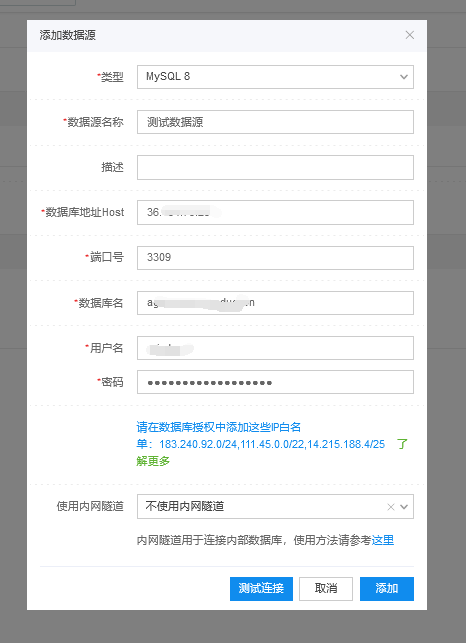 添加数据源
*类型 MySQL 8
*数据源名称 测试数据源
描述
*数据库地址Host 36.
*端口号 3309
*数据库名
*用户名
*密码 ●●●●●●●●●●●●●●●●●●
请在数据库授权中添加这些IP白名
单：183.240.92.0/24,111.45.0.0/22,14.215.188.4/25 了
解更多
使用内网隧道 不使用内网隧道
内网隧道用于连接内部数据库，使用方法请参考这里
测试连接 取消 添加